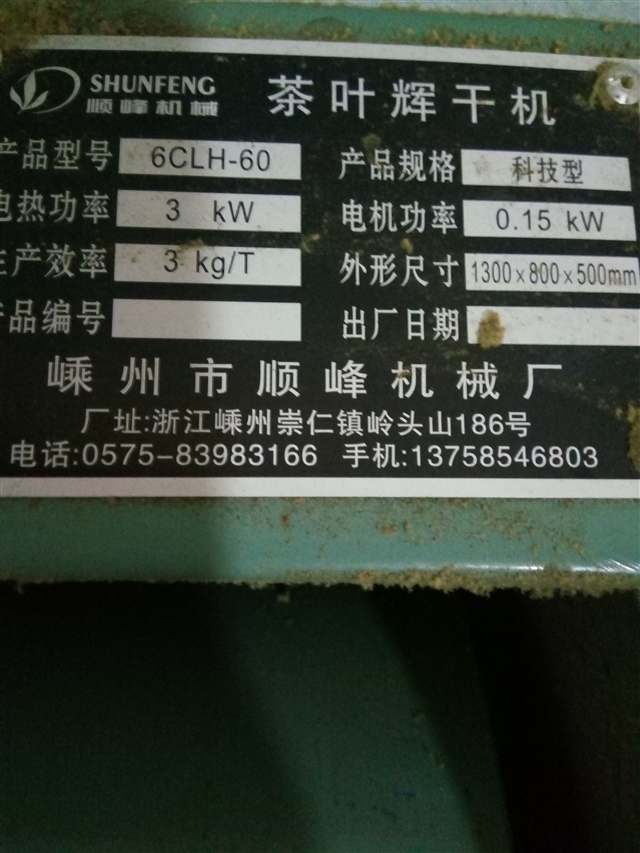 SHUNFENG
顺峰机械
茶叶辉干机
产品型号 6CLH-60 产品规格 科技型
电热功率 3 kW 电机功率 0.15 kW
生产效率 3 kg/T 外形尺寸 1300×800×500mm
产品编号 出厂日期
嵊州市顺峰机械厂
厂址:浙江嵊州崇仁镇岭头山186号
电话:0575-83983166 手机:13758546803